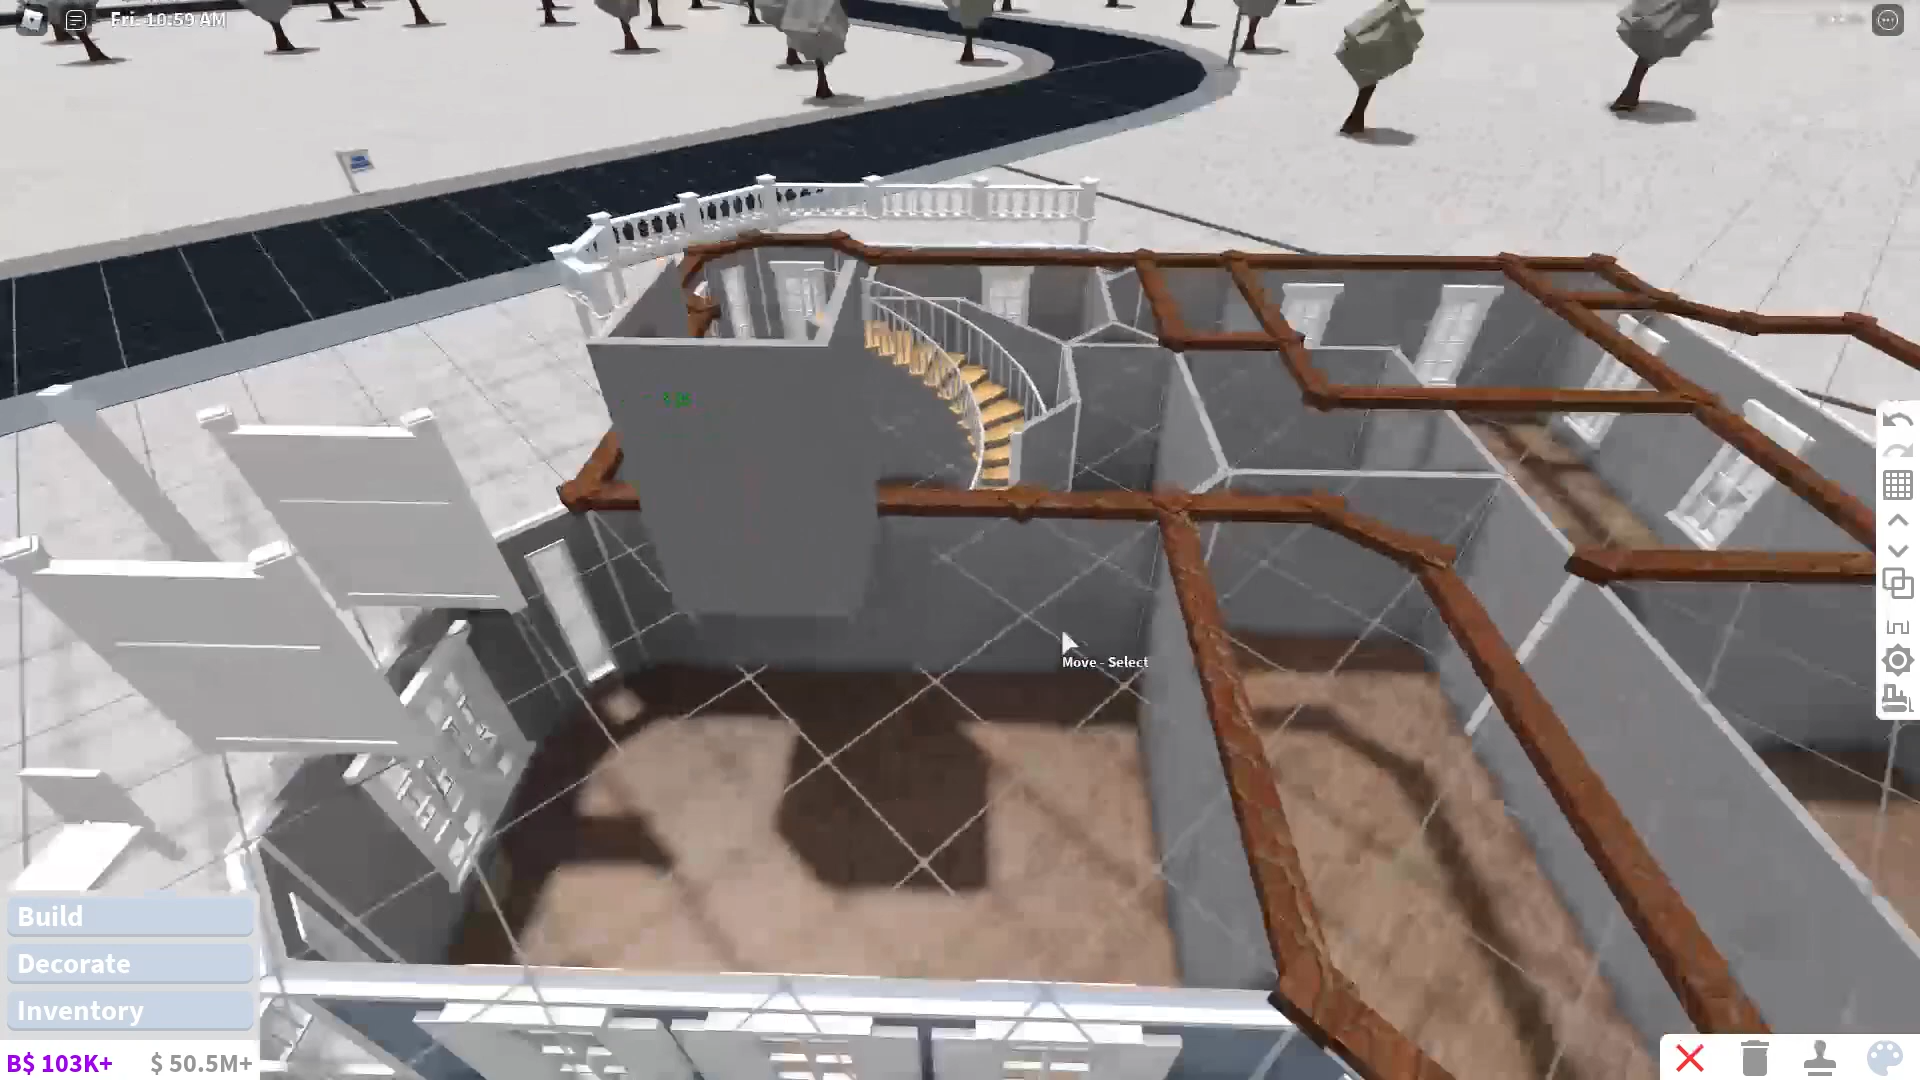 Fri. 10:59 AM
Move - Select
Build
Decorate
Inventory
B$ 103K+
$ 50.5M+